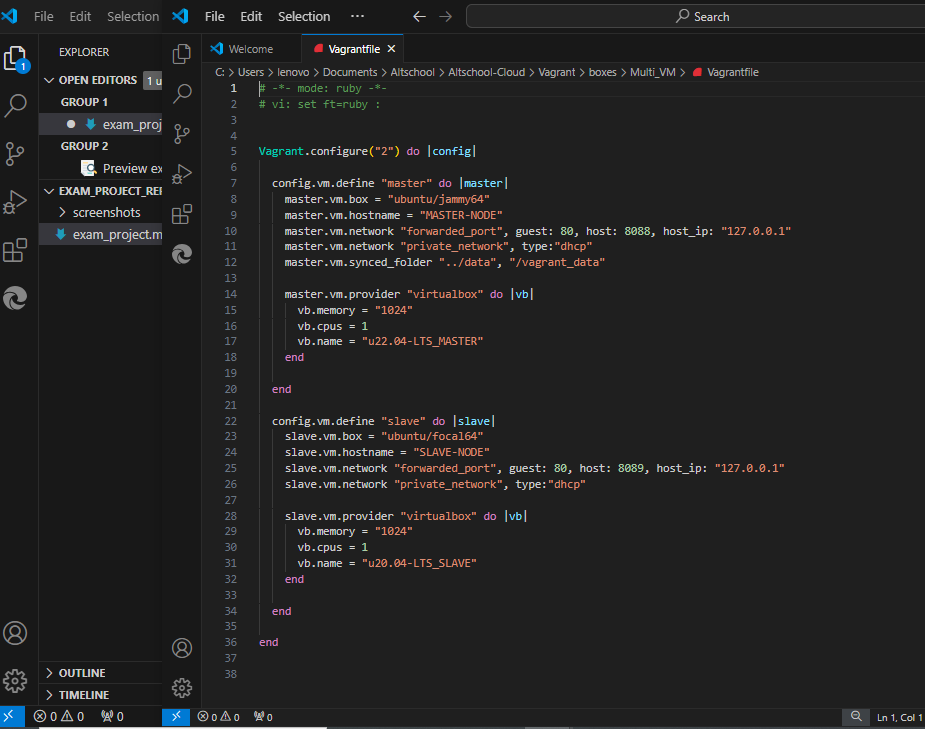 File Edit Selection
File Edit Selection ··· Search
EXPLORER
OPEN EDITORS 1 u
GROUP 1
exam_proj
GROUP 2
Preview ex
EXAM_PROJECT_REP
screenshots
exam_project.m
OUTLINE
TIMELINE
1
Welcome Vagrantfile
C: > Users > lenovo > Documents > Altschool > Altschool-Cloud > Vagrant > boxes > Multi_VM > Vagrantfile
1 # -*- mode: ruby -*-
2 # vi: set ft=ruby :
3
4
5 Vagrant.configure("2") do |config|
6
7 config.vm.define "master" do |master|
8 master.vm.box = "ubuntu/jammy64"
9 master.vm.hostname = "MASTER-NODE"
10 master.vm.network "forwarded_port", guest: 80, host: 8088, host_ip: "127.0.0.1"
11 master.vm.network "private_network", type:"dhcp"
12 master.vm.synced_folder "../data", "/vagrant_data"
13
14 master.vm.provider "virtualbox" do |vb|
15 vb.memory = "1024"
16 vb.cpus = 1
17 vb.name = "u22.04-LTS_MASTER"
18 end
19
20 end
21
22 config.vm.define "slave" do |slave|
23 slave.vm.box = "ubuntu/focal64"
24 slave.vm.hostname = "SLAVE-NODE"
25 slave.vm.network "forwarded_port", guest: 80, host: 8089, host_ip: "127.0.0.1"
26 slave.vm.network "private_network", type:"dhcp"
27
28 slave.vm.provider "virtualbox" do |vb|
29 vb.memory = "1024"
30 vb.cpus = 1
31 vb.name = "u20.04-LTS_SLAVE"
32 end
33
34 end
35
36 end
37
38
0 0 0
0 0 0 Ln 1, Col 1